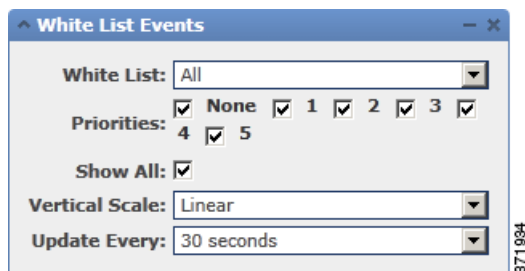 White List Events
White List: All
Priorities: None 1 2 3
4 5
Show All:
Vertical Scale: Linear
Update Every: 30 seconds
371934